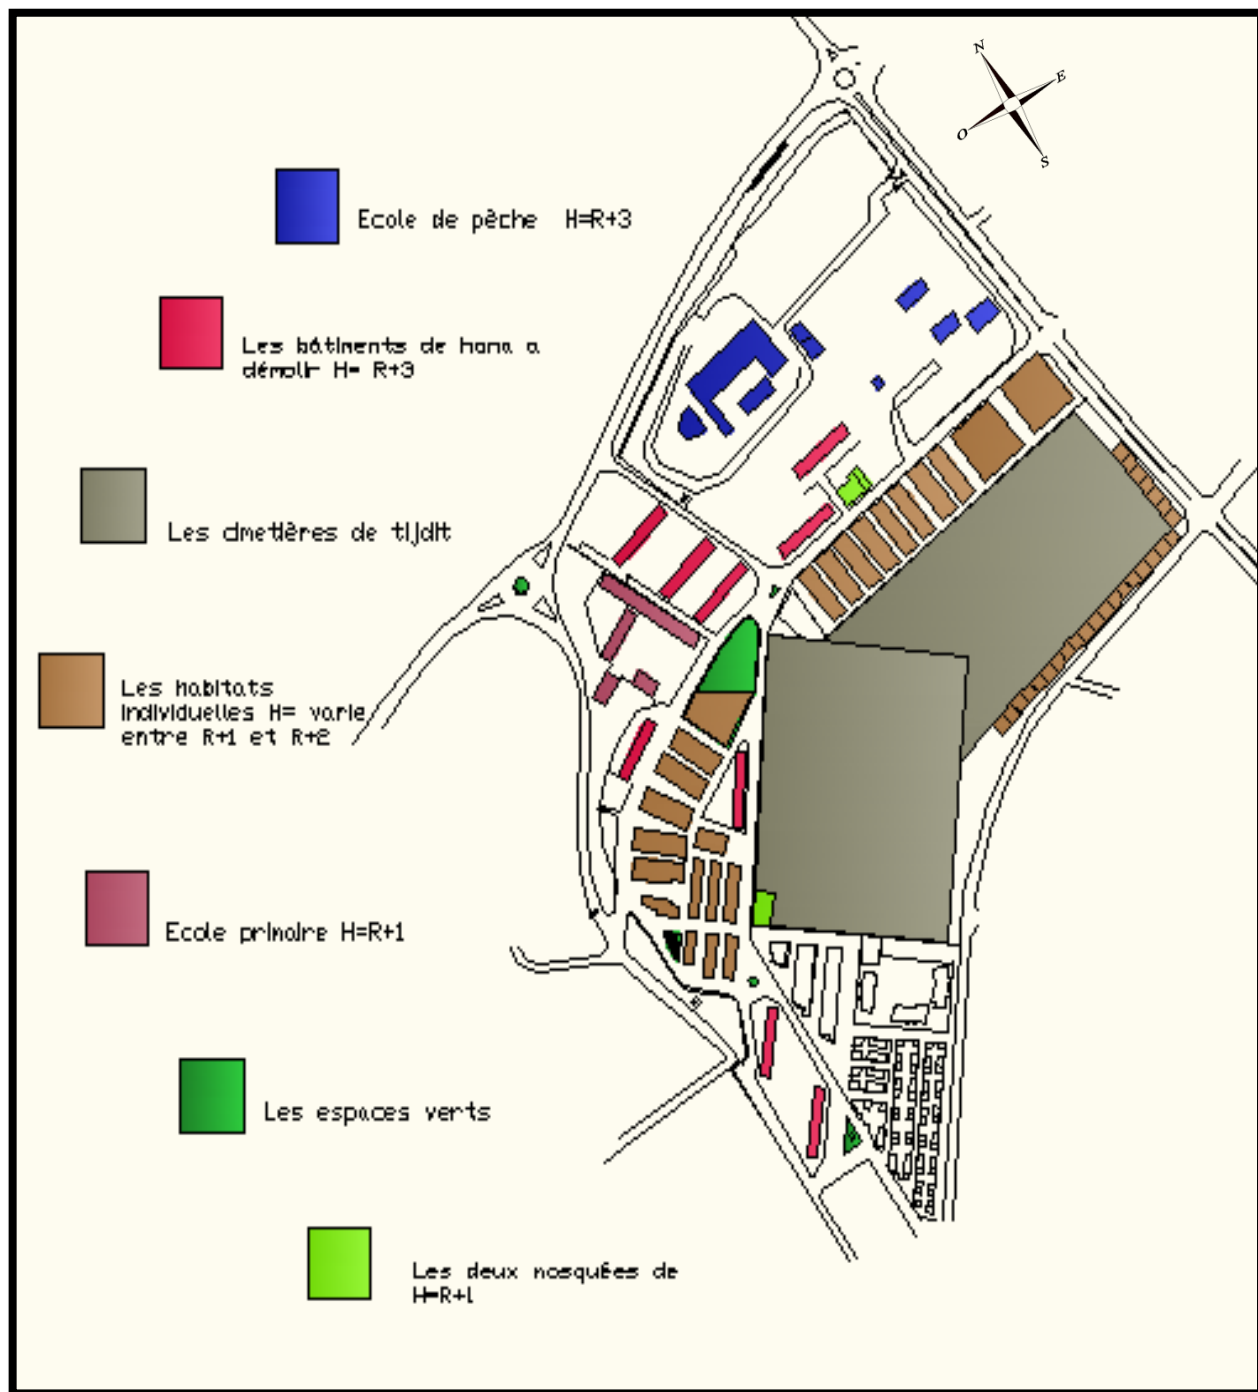 N
E
O
S
Ecole de pêche H=R+3
Les bâtiments de homa a
démolir H= R+3
Les cimetières de tijdit
Les habitats
individuelles H= varie
entre R+1 et R+2
Ecole primaire H=R+1
Les espaces verts
Les deux mosquées de
H=R+1